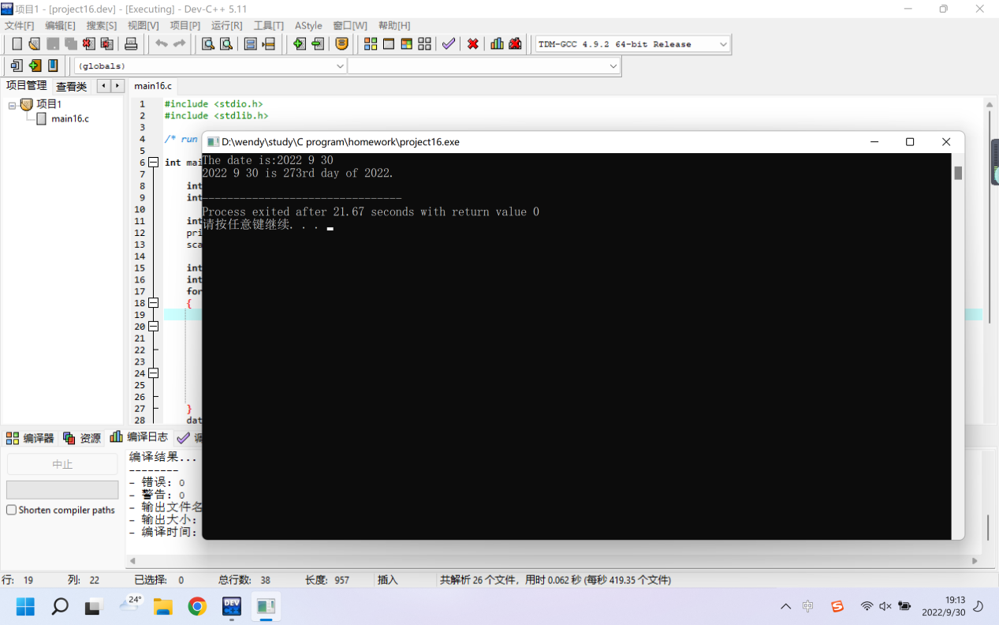 项目1 - [project16.dev] - [Executing] - Dev-C++ 5.11
文件[F] 编辑[E] 搜索[S] 视图[V] 项目[P] 运行[R] 工具[T] AStyle 窗口[W] 帮助[H]
TDM-GCC 4.9.2 64-bit Release
(globals)
项目管理 查看类 main16.c
项目1
main16.c
1 #include <stdio.h>
2 #include <stdlib.h>
3
4 /* run
5
6 int mai
7
8 int
9 int
10
11 int
12 pri
13 sca
14
15 int
16 int
17 for
18 {
19
20
21
22
23
24
25
26
27 }
28 dat
D:\wendy\study\C program\homework\project16.exe
The date is:2022 9 30
2022 9 30 is 273rd day of 2022.
--------------------------------
Process exited after 21.67 seconds with return value 0
请按任意键继续. . .
编译器 资源 编译日志
中止
Shorten compiler paths
编译结果...
--------
- 错误: 0
- 警告: 0
- 输出文件名
- 输出大小:
- 编译时间:
行: 19 列: 22 已选择: 0 总行数: 38 长度: 957 插入 共解析 26 个文件，用时 0.062 秒 (每秒 419.35 个文件)
24°
DEV
中
19:13
2022/9/30